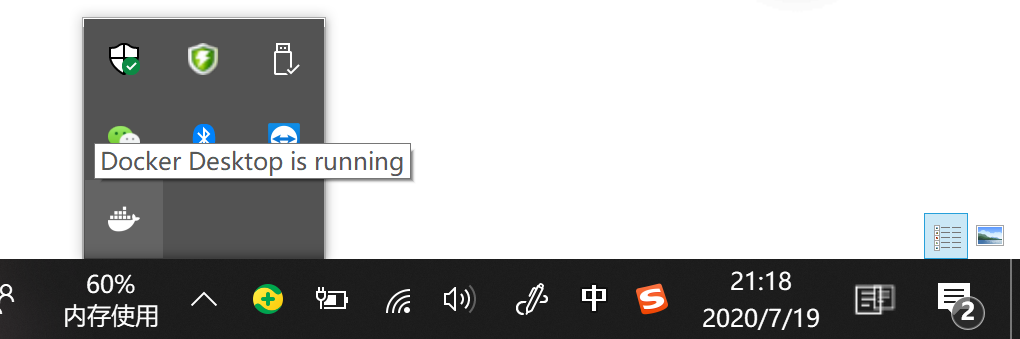 Docker Desktop is running
60%
内存使用
中
S
21:18
2020/7/19
2